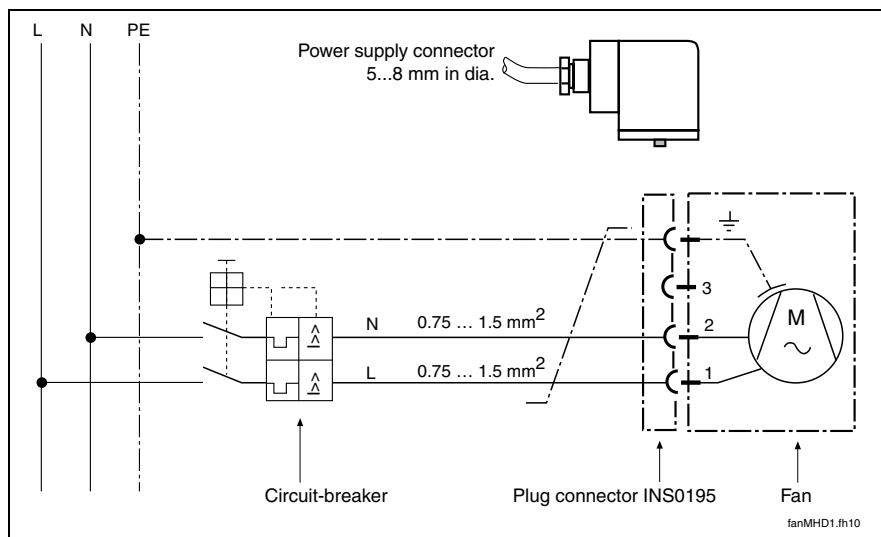 L N PE
Power supply connector
5...8 mm in dia.
3
N 0.75 ... 1.5 mm² 2
L 0.75 ... 1.5 mm² 1
M
Circuit-breaker
Plug connector INS0195
Fan
fanMHD1.fh10